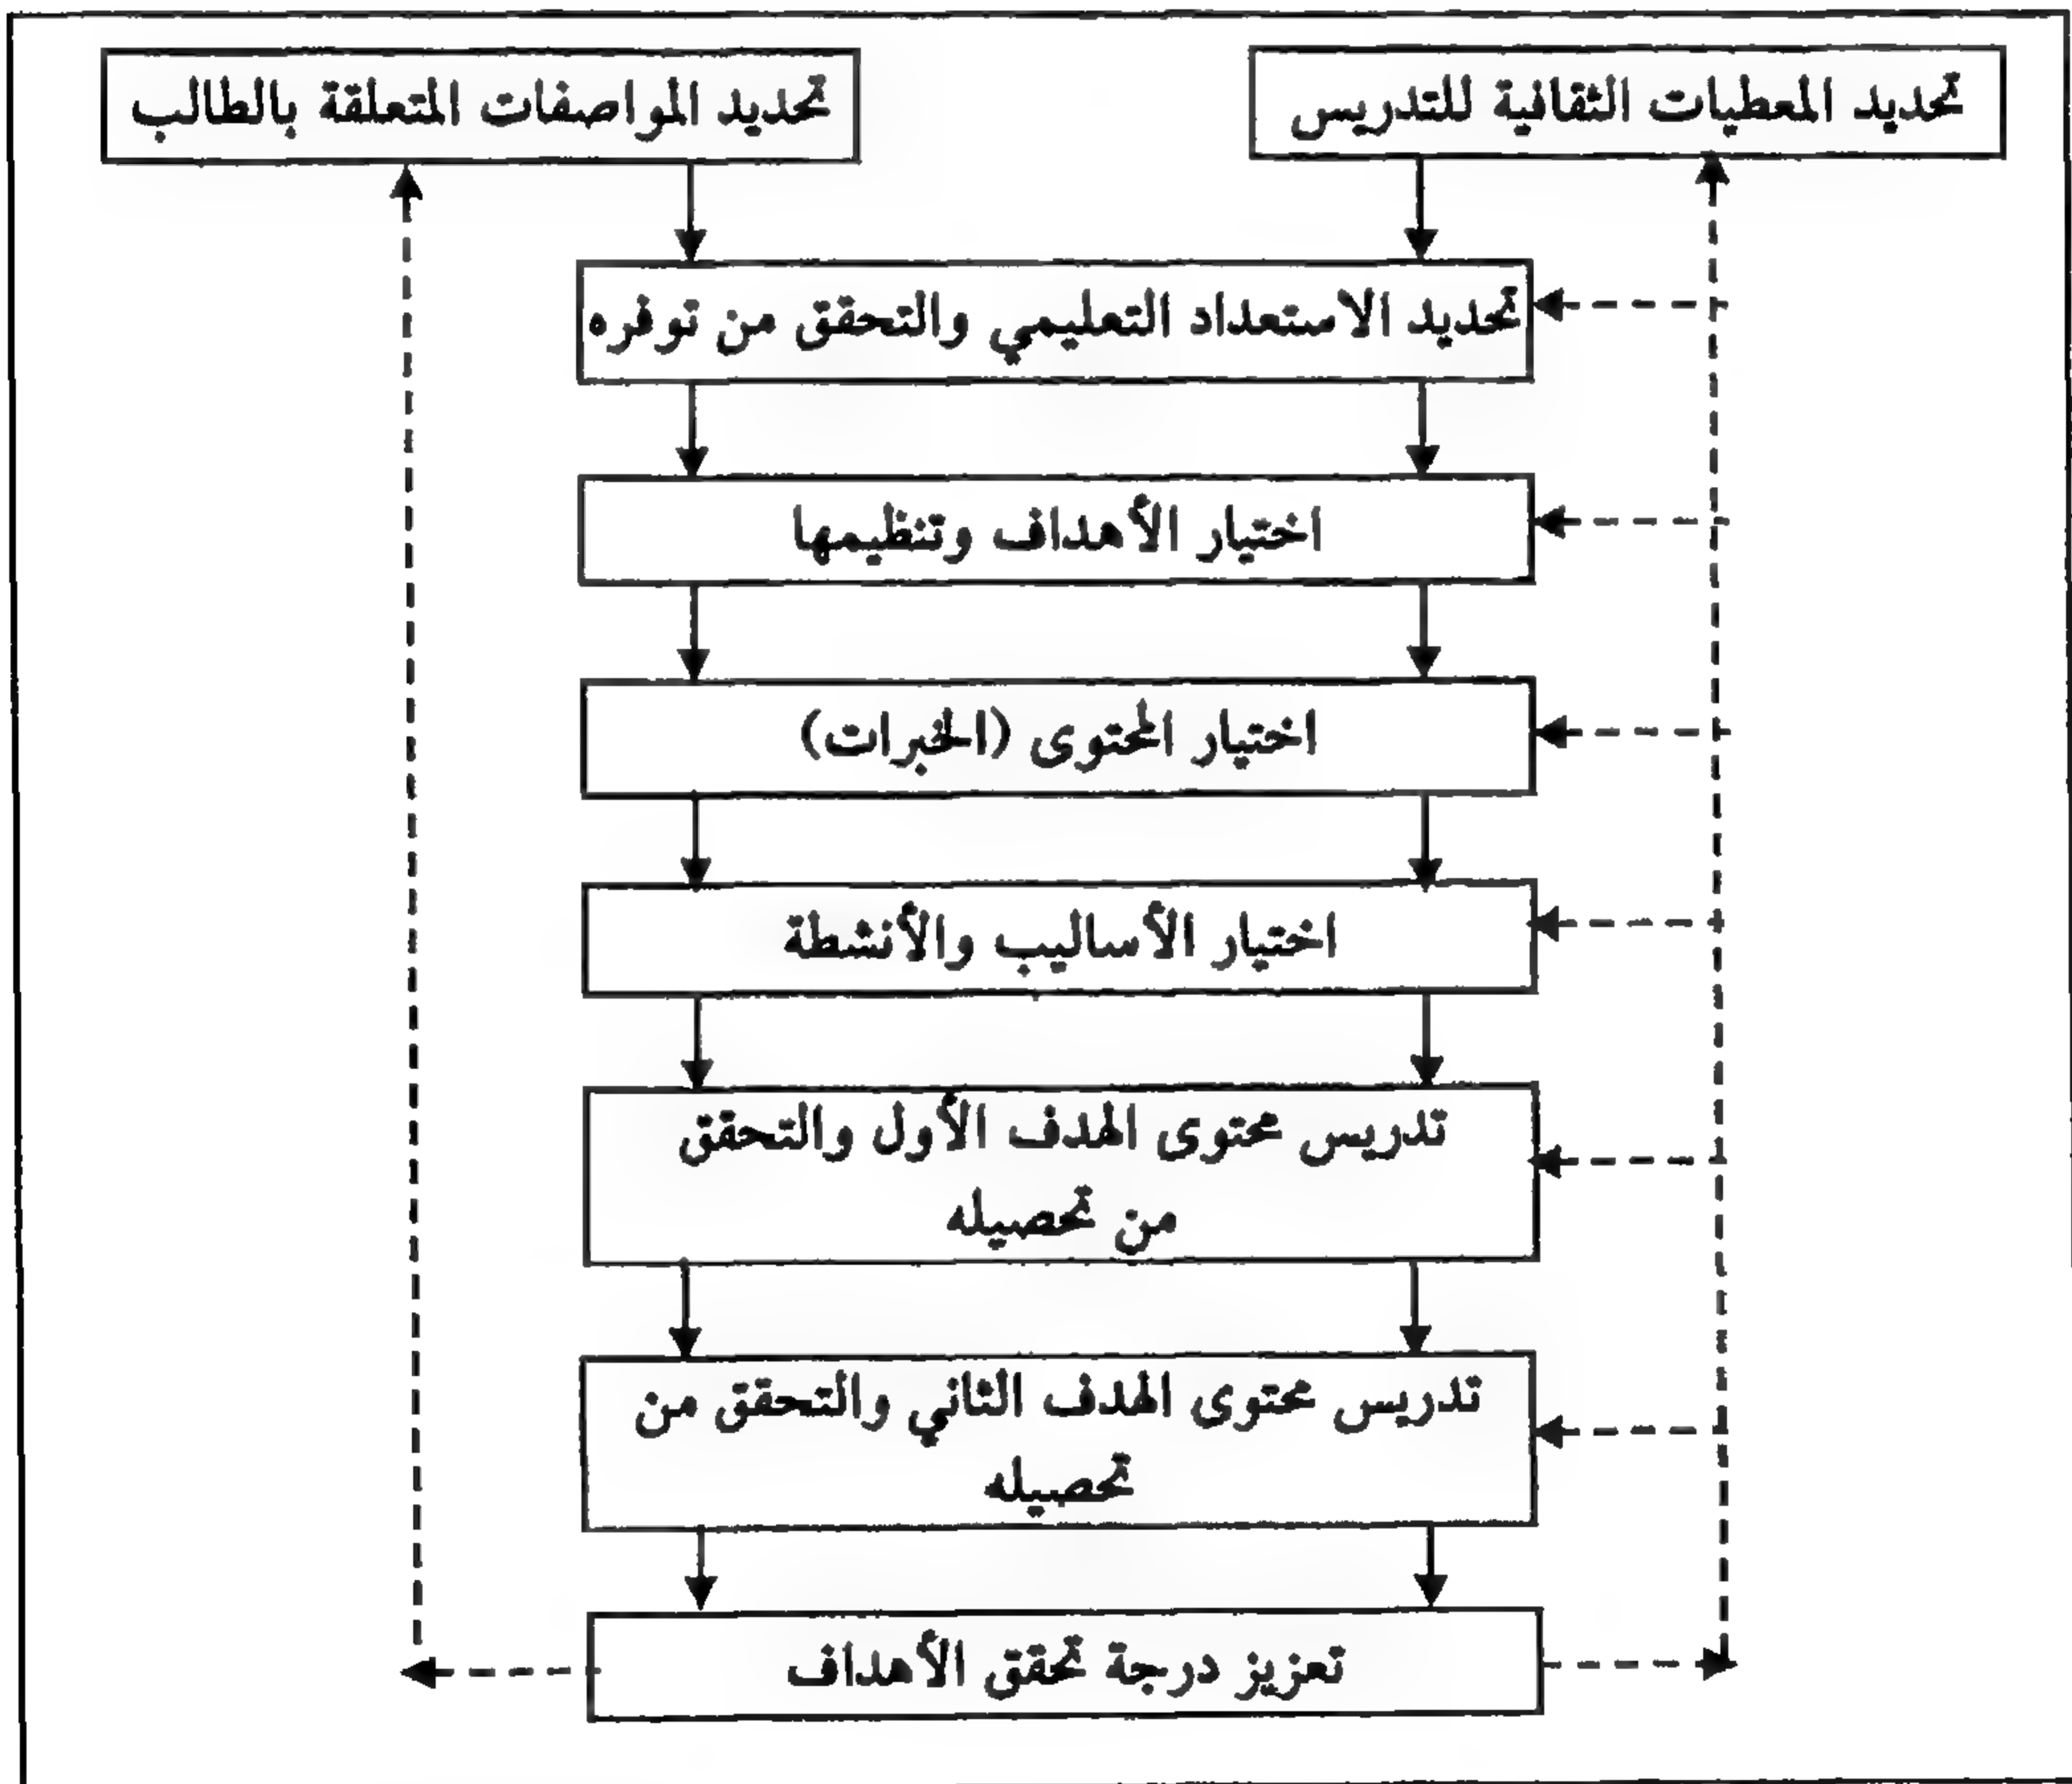 تحديد المعطيات الثقافية للتدريس
تحديد المواصفات المتعلقة بالطالب
تحديد الاستعداد التعليمي والتحقق من توفره
اختيار الأهداف وتنظيمها
اختيار المحتوى (الخبرات)
اختيار الأساليب والأنشطة
تدريس محتوى الهدف الأول والتحقق
من تحصيله
تدريس محتوى الهدف الثاني والتحقق من
تحصيله
تعزيز درجة تحقق الأهداف